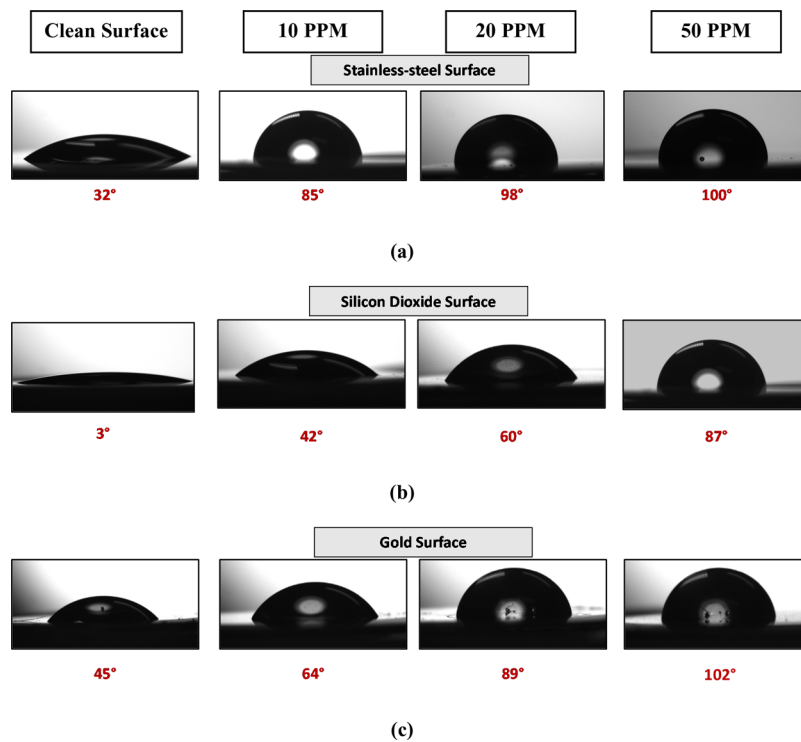 Clean Surface 10 PPM 20 PPM 50 PPM
Stainless-steel Surface
32° 85° 98° 100°
(a)
Silicon Dioxide Surface
3° 42° 60° 87°
(b)
Gold Surface
45° 64° 89° 102°
(c)